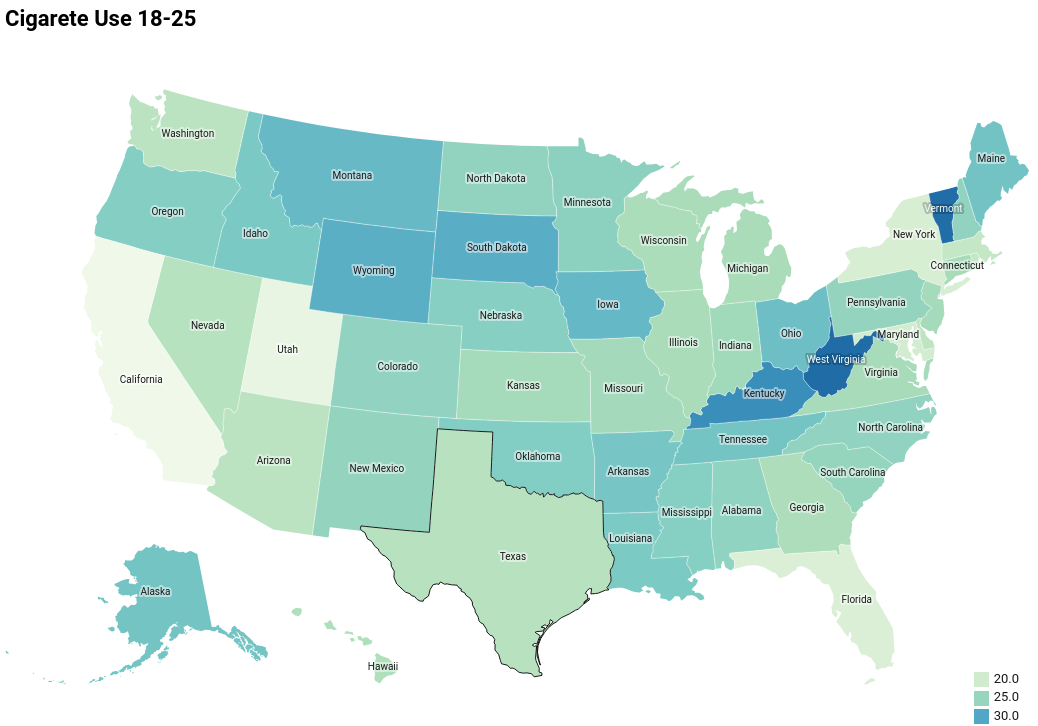 Cigarete Use 18-25
Washington
Montana
North Dakota
Minnesota
Maine
Oregon
Idaho
Wyoming
South Dakota
Wisconsin
Michigan
Vermont
New York
Connecticut
Nevada
Utah
Colorado
Nebraska
Iowa
Illinois
Indiana
Ohio
Pennsylvania
Maryland
West Virginia
Virginia
California
Kansas
Missouri
Kentucky
North Carolina
Tennessee
Arizona
New Mexico
Oklahoma
Arkansas
South Carolina
Mississippi
Alabama
Georgia
Louisiana
Texas
Florida
Alaska
Hawaii
20.0
25.0
30.0